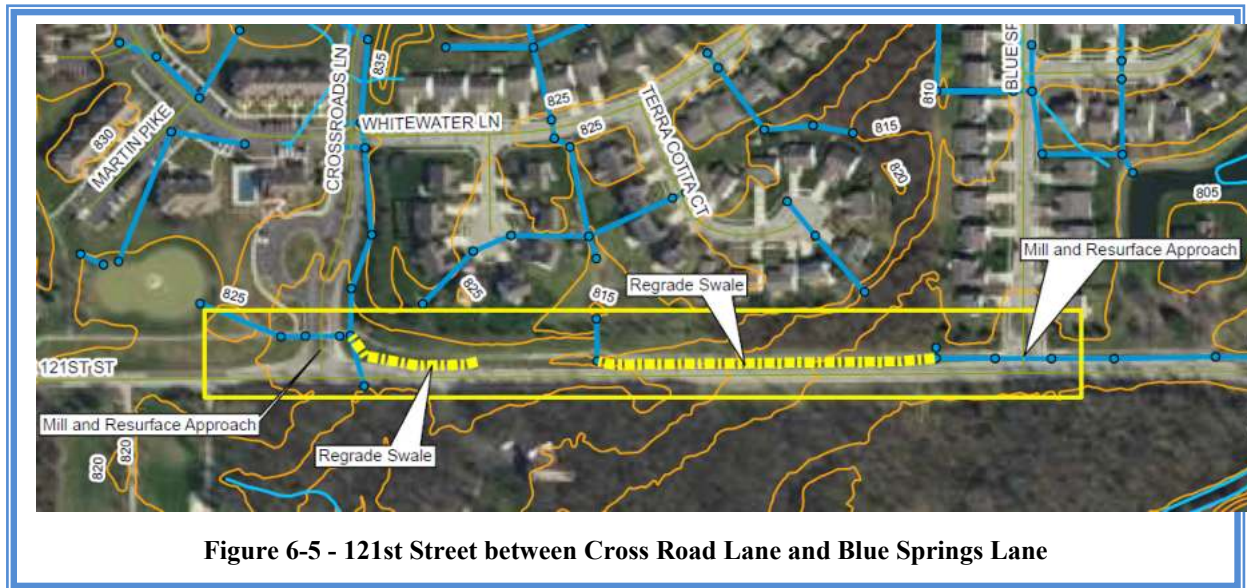 835
CROSSROADS LN
BLUE SP
810
825
WHITEWATER LN
825
830
MARTIN PIKE
TERRA COTTA CT
815
820
805
Mill and Resurface Approach
Regrade Swale
825
825
815
121ST ST
Mill and Resurface Approach
Regrade Swale
820
820
Figure 6-5 - 121st Street between Cross Road Lane and Blue Springs Lane